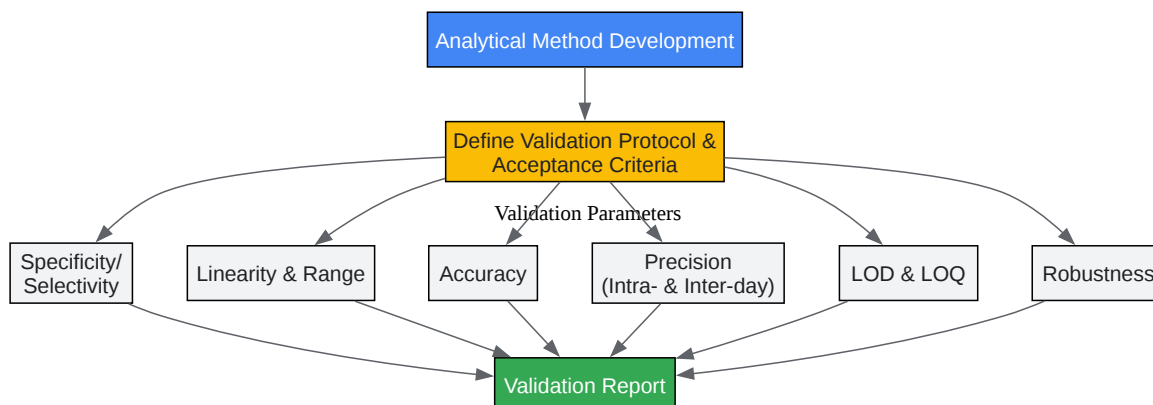 Analytical Method Development
Define Validation Protocol &
Acceptance Criteria
Validation Parameters
Specificity/
Selectivity
Linearity & Range
Accuracy
Precision
(Intra- & Inter-day)
LOD & LOQ
Robustness
Validation Report